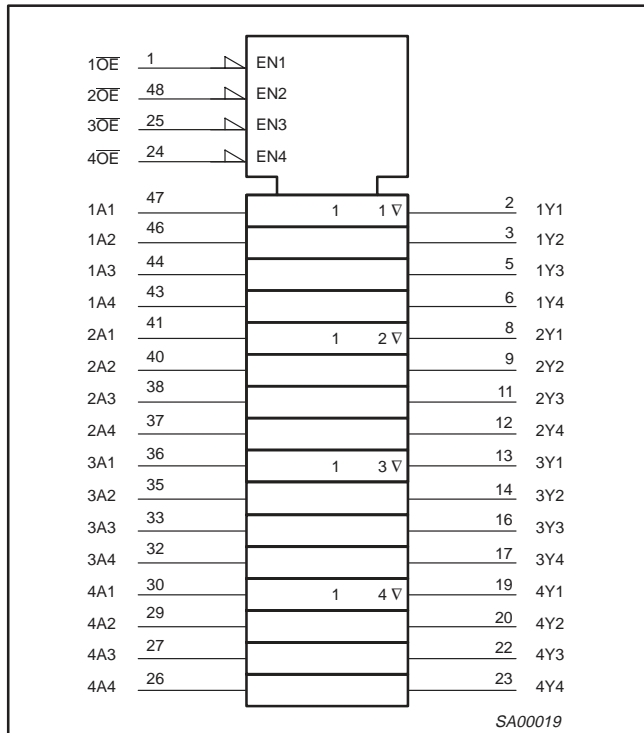 1O̅E̅ 1 EN1
2O̅E̅ 48 EN2
3O̅E̅ 25 EN3
4O̅E̅ 24 EN4
1A1 47 1 1 ∇ 2 1Y1
1A2 46 3 1Y2
1A3 44 5 1Y3
1A4 43 6 1Y4
2A1 41 1 2 ∇ 8 2Y1
2A2 40 9 2Y2
2A3 38 11 2Y3
2A4 37 12 2Y4
3A1 36 1 3 ∇ 13 3Y1
3A2 35 14 3Y2
3A3 33 16 3Y3
3A4 32 17 3Y4
4A1 30 1 4 ∇ 19 4Y1
4A2 29 20 4Y2
4A3 27 22 4Y3
4A4 26 23 4Y4
SA00019